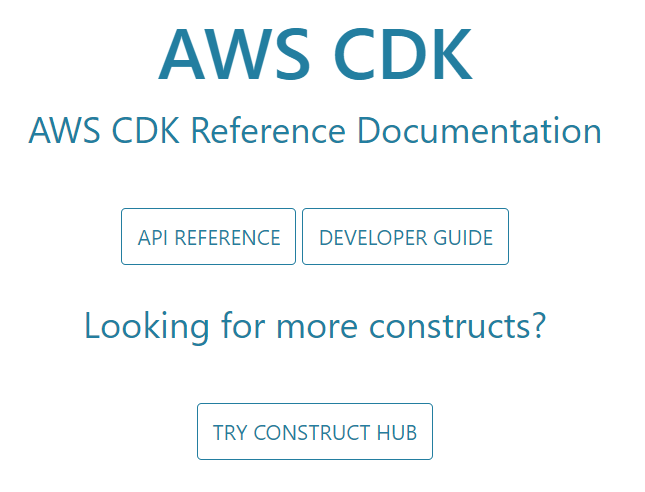 AWS CDK
AWS CDK Reference Documentation
API REFERENCE
DEVELOPER GUIDE
Looking for more constructs?
TRY CONSTRUCT HUB